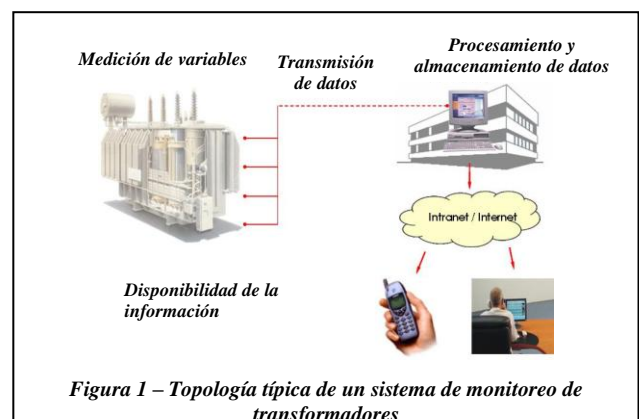 Medición de variables
Transmisión
de datos
Procesamiento y
almacenamiento de datos
Intranet / Internet
Disponibilidad de la
información
Figura 1 – Topología típica de un sistema de monitoreo de
transformadores